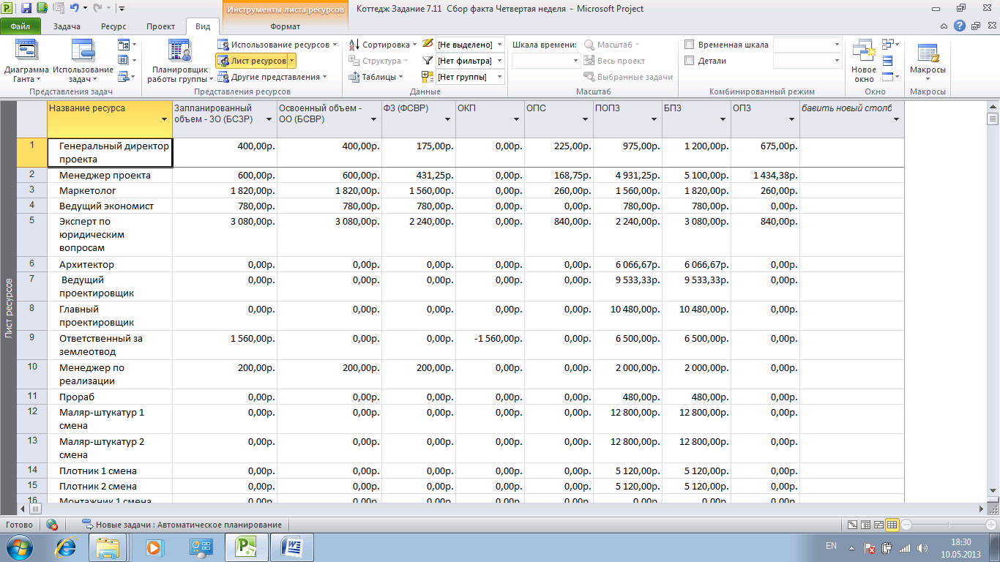 Инструменты листа ресурсов
Коттедж Задание 7.11 Сбор факта Четвертая неделя - Microsoft Project
Файл Задача Ресурс Проект Вид Формат
Диаграмма Ганта
Использование задач
Представления задач
Планировщик работы группы
Использование ресурсов
Лист ресурсов
Другие представления
Представления ресурсов
Сортировка
Структура
Таблицы
[Не выделено]
[Нет фильтра]
[Нет группы]
Данные
Шкала времени:
Масштаб
Весь проект
Выбранные задачи
Масштаб
Временная шкала
Детали
Комбинированный режим
Новое окно
Окно
Макросы
Макросы
Название ресурса Запланированный объем - ЗО (БСЗР) Освоенный объем - ОО (БСВР) ФЗ (ФСВР) ОКП ОПС ПОПЗ БПЗ ОПЗ бавить новый столб
1 Генеральный директор проекта 400,00р. 400,00р. 175,00р. 0,00р. 225,00р. 975,00р. 1 200,00р. 675,00р.
2 Менеджер проекта 600,00р. 600,00р. 431,25р. 0,00р. 168,75р. 4 931,25р. 5 100,00р. 1 434,38р.
3 Маркетолог 1 820,00р. 1 820,00р. 1 560,00р. 0,00р. 260,00р. 1 560,00р. 1 820,00р. 260,00р.
4 Ведущий экономист 780,00р. 780,00р. 780,00р. 0,00р. 0,00р. 780,00р. 780,00р. 0,00р.
5 Эксперт по юридическим вопросам 3 080,00р. 3 080,00р. 2 240,00р. 0,00р. 840,00р. 2 240,00р. 3 080,00р. 840,00р.
6 Архитектор 0,00р. 0,00р. 0,00р. 0,00р. 0,00р. 6 066,67р. 6 066,67р. 0,00р.
7 Ведущий проектировщик 0,00р. 0,00р. 0,00р. 0,00р. 0,00р. 9 533,33р. 9 533,33р. 0,00р.
8 Главный проектировщик 0,00р. 0,00р. 0,00р. 0,00р. 0,00р. 10 480,00р. 10 480,00р. 0,00р.
9 Ответственный за землеотвод 1 560,00р. 0,00р. 0,00р. -1 560,00р. 0,00р. 6 500,00р. 6 500,00р. 0,00р.
10 Менеджер по реализации 200,00р. 200,00р. 200,00р. 0,00р. 0,00р. 2 000,00р. 2 000,00р. 0,00р.
11 Прораб 0,00р. 0,00р. 0,00р. 0,00р. 0,00р. 480,00р. 480,00р. 0,00р.
12 Маляр-штукатур 1 смена 0,00р. 0,00р. 0,00р. 0,00р. 0,00р. 12 800,00р. 12 800,00р. 0,00р.
13 Маляр-штукатур 2 смена 0,00р. 0,00р. 0,00р. 0,00р. 0,00р. 12 800,00р. 12 800,00р. 0,00р.
14 Плотник 1 смена 0,00р. 0,00р. 0,00р. 0,00р. 0,00р. 5 120,00р. 5 120,00р. 0,00р.
15 Плотник 2 смена 0,00р. 0,00р. 0,00р. 0,00р. 0,00р. 5 120,00р. 5 120,00р. 0,00р.
16 Монтажник 1 смена 0,00р. 0,00р. 0,00р. 0,00р. 0,00р. 0,00р. 0,00р. 0,00р.
Лист ресурсов
Готово Новые задачи : Автоматическое планирование
EN
18:30
10.05.2013